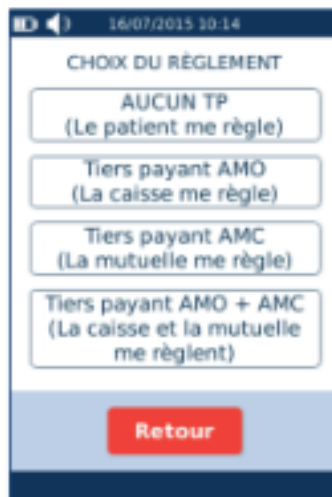 16/07/2015 10:14
CHOIX DU RÈGLEMENT
AUCUN TP
(Le patient me règle)
Tiers payant AMO
(La caisse me règle)
Tiers payant AMC
(La mutuelle me règle)
Tiers payant AMO + AMC
(La caisse et la mutuelle
me règlent)
Retour